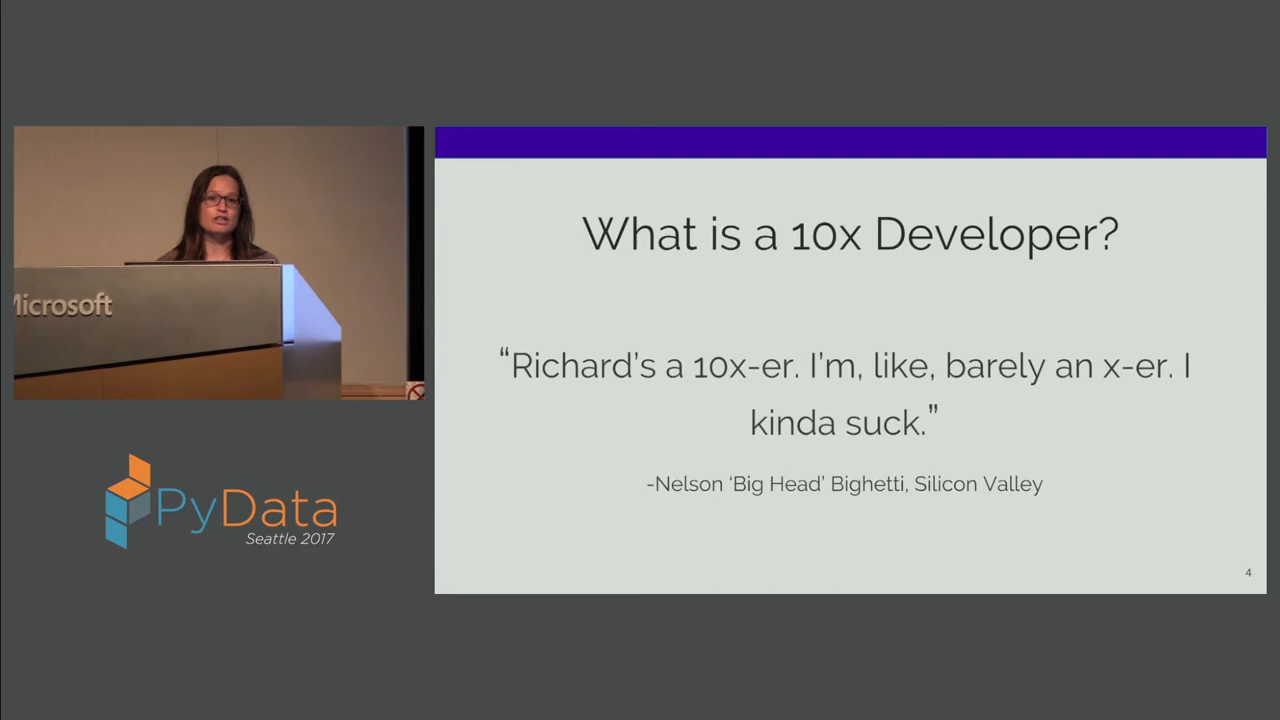 What is a 10x Developer?
“Richard’s a 10x-er. I’m, like, barely an x-er. I
kinda suck.”
-Nelson ‘Big Head’ Bighetti, Silicon Valley
4
Microsoft
PyData
Seattle 2017